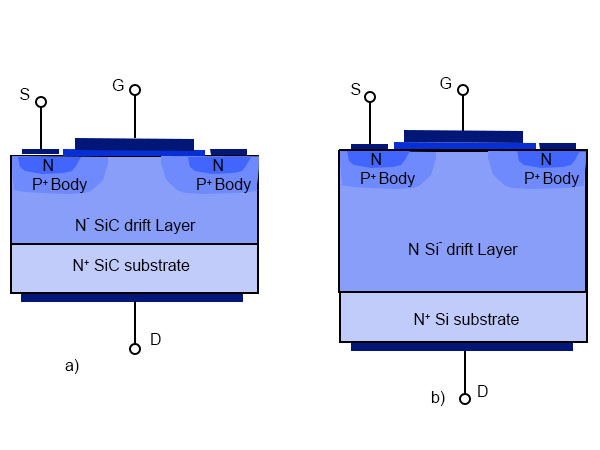 S
G
N
N
P⁺ Body
P⁺ Body
N⁻ SiC drift Layer
N⁺ SiC substrate
D
a)
S
G
N
N
P⁺ Body
P⁺ Body
N Si⁻ drift Layer
N⁺ Si substrate
D
b)